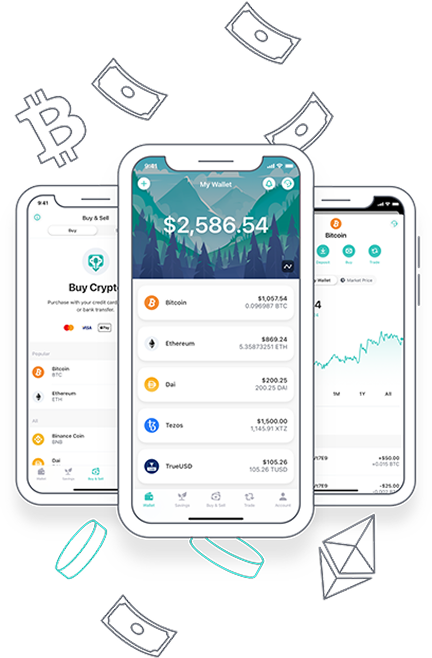 9:41
Buy & Sell
Buy
Buy Crypt
Purchase with your credit card,
or bank transfer.
VISA
Pay
Popular
Bitcoin
BTC
Ethereum
ETH
All
Binance Coin
BNB
Dai
Wallet
Savings
Buy & Sell
9:41
My Wallet
$2,586.54
Bitcoin
$1,057.54
0.096987 BTC
Ethereum
$869.24
5.35873251 ETH
Dai
$200.25
200.25 DAI
Tezos
$1,500.00
1,145.91 XTZ
TrueUSD
$105.26
105.26 TUSD
Wallet
Savings
Buy & Sell
Trade
Account
Bitcoin
Deposit
Buy
Trade
y Wallet
Market Price
4
1M
1Y
All
+$50.00
+0.015 BTC
-$25.00